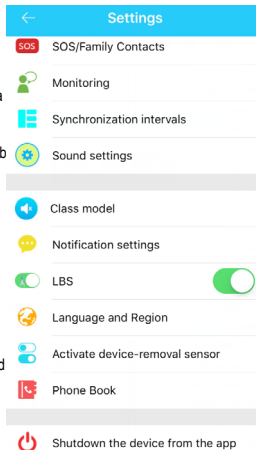 Settings
SOS SOS/Family Contacts
Monitoring
a
Synchronization intervals
b
Sound settings
Class model
Notification settings
LBS
Language and Region
Activate device-removal sensor
d
Phone Book
Shutdown the device from the app